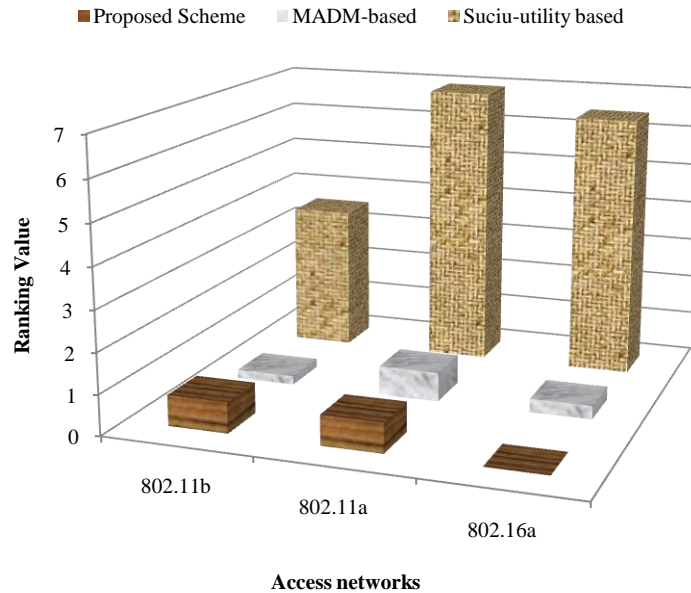 Proposed Scheme MADM-based Suciu-utility based
7
6
5
4
3
2
1
0
Ranking Value
802.11b
802.11a
802.16a
Access networks